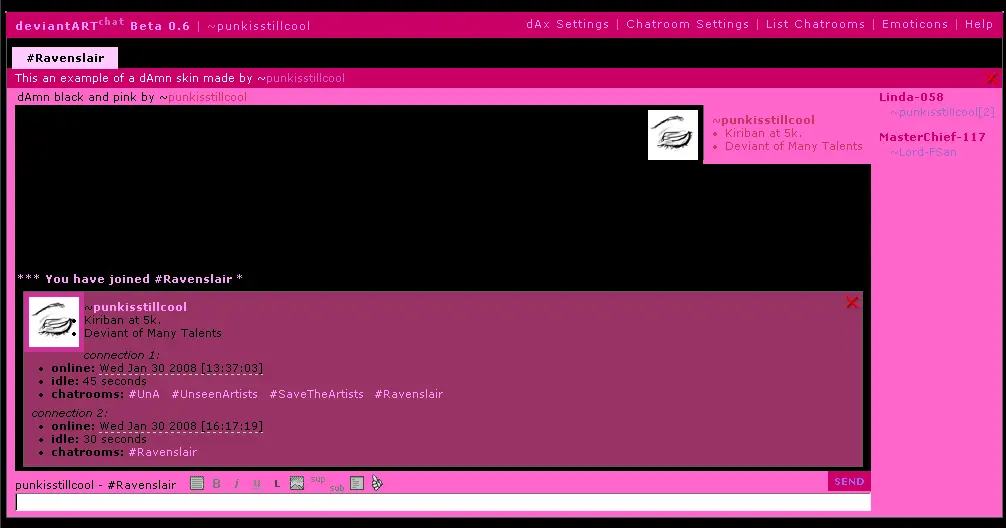 deviantARTchat Beta 0.6 | ~punkisstillcool
dAx Settings | Chatroom Settings | List Chatrooms | Emoticons | Help
#Ravenslair
This an example of a dAmn skin made by ~punkisstillcool
dAmn black and pink by ~punkisstillcool
~punkisstillcool
• Kiriban at 5k.
• Deviant of Many Talents
Linda-058
~punkisstillcool[2]
MasterChief-117
~Lord-FSan
*** You have joined #Ravenslair *
~punkisstillcool
• Kiriban at 5k.
• Deviant of Many Talents
connection 1:
• online: Wed Jan 30 2008 [13:37:03]
• idle: 45 seconds
• chatrooms: #UnA #UnseenArtists #SaveTheArtists #Ravenslair
connection 2:
• online: Wed Jan 30 2008 [16:17:19]
• idle: 30 seconds
• chatrooms: #Ravenslair
punkisstillcool - #Ravenslair B i u L sup sub
SEND